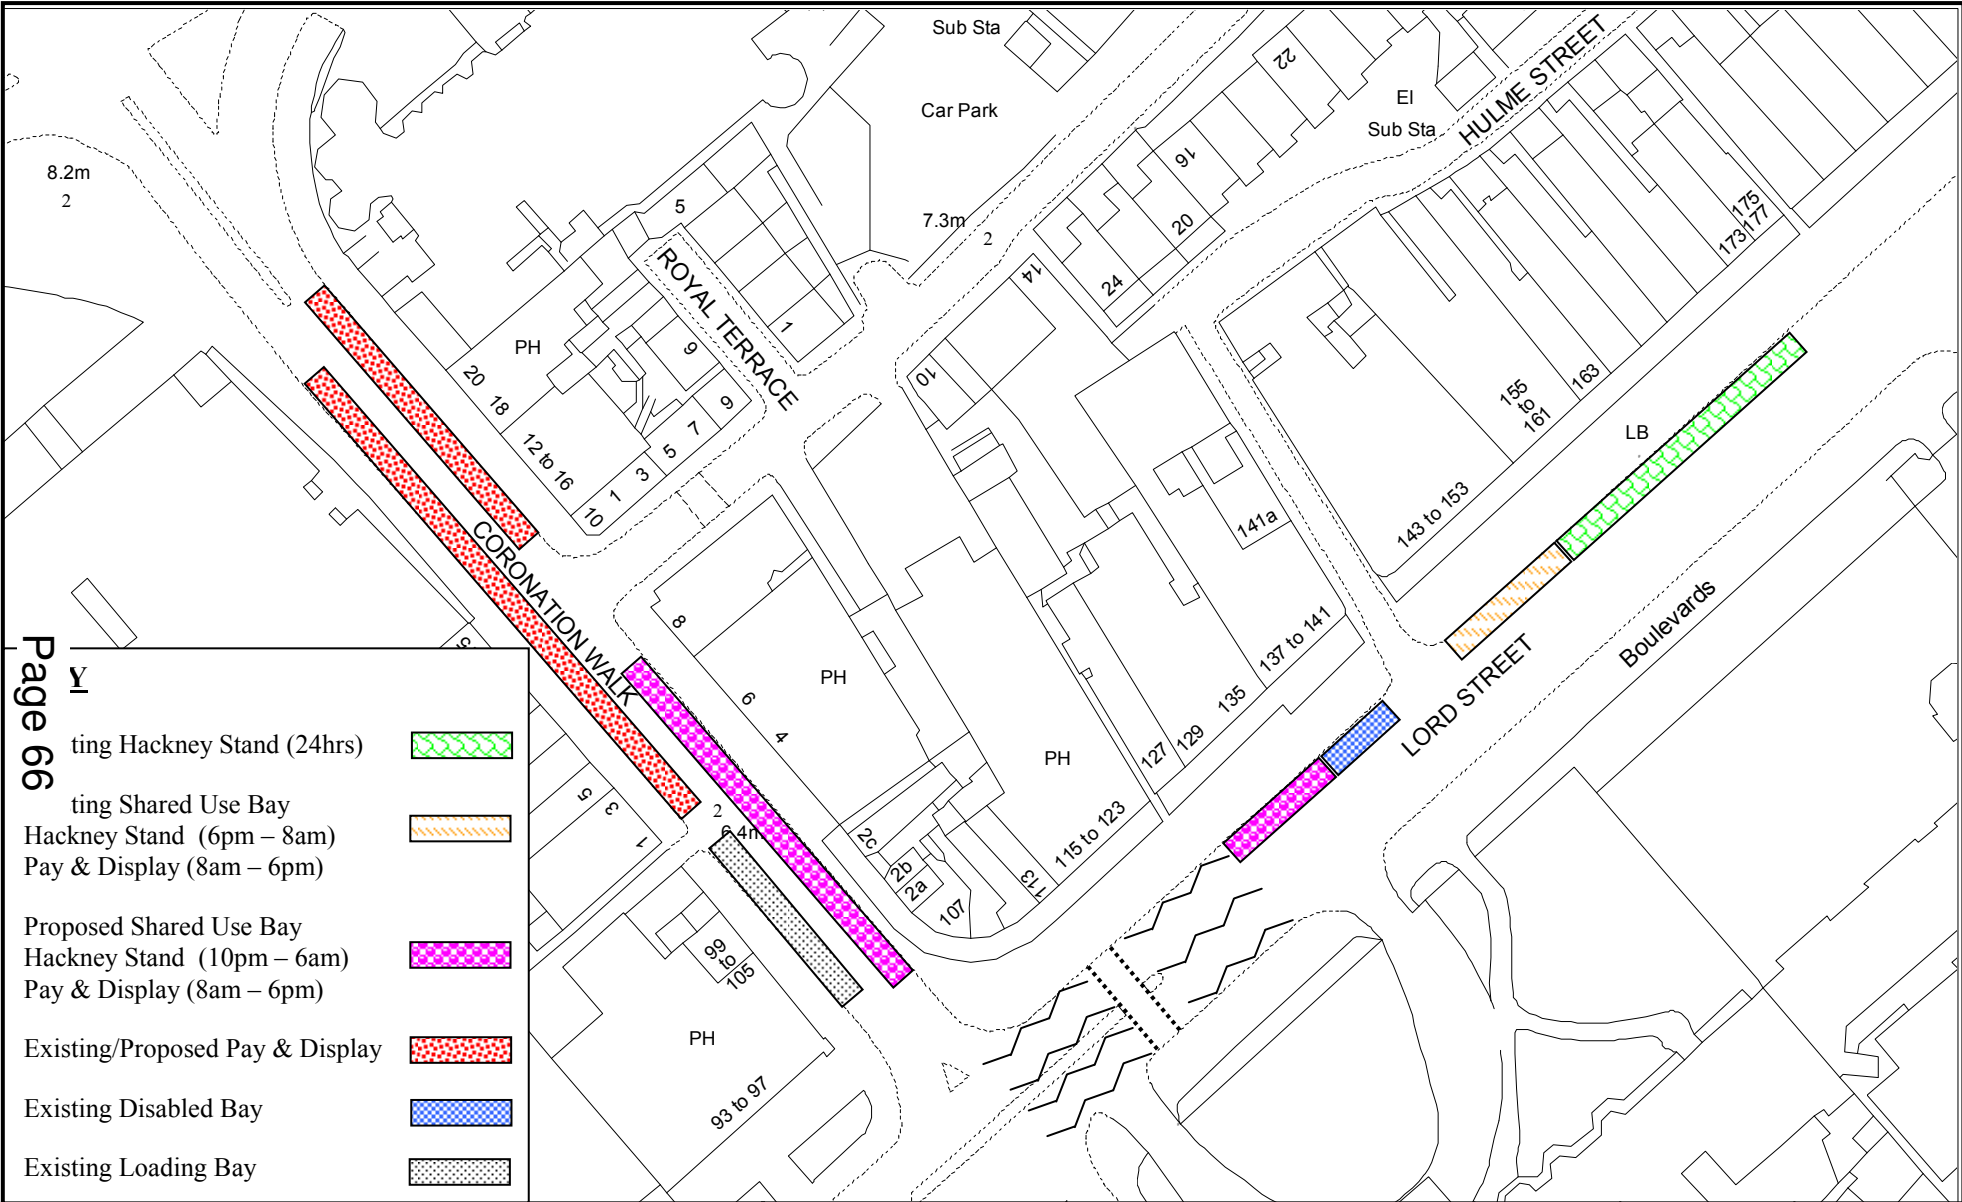 Sub Sta
Car Park
22
El
Sub Sta
HULME STREET
8.2m
2
5
16
7.3m
2
20
175
177
173
ROYAL TERRACE
14
24
1
PH
9
20
18
10
9
7
5
3
1
10
12 to 16
163
155
to
161
LB
143 to 153
141a
CORONATION WALK
8
6
4
PH
137 to 141
135
129
127
LORD STREET
Boulevards
PH
115 to 123
113
107
2c
2b
2a
2
6.4m
5
5
3
1
99
to
105
PH
93 to 97
Page 66
Y
ting Hackney Stand (24hrs)
ting Shared Use Bay
Hackney Stand (6pm – 8am)
Pay & Display (8am – 6pm)
Proposed Shared Use Bay
Hackney Stand (10pm – 6am)
Pay & Display (8am – 6pm)
Existing/Proposed Pay & Display
Existing Disabled Bay
Existing Loading Bay